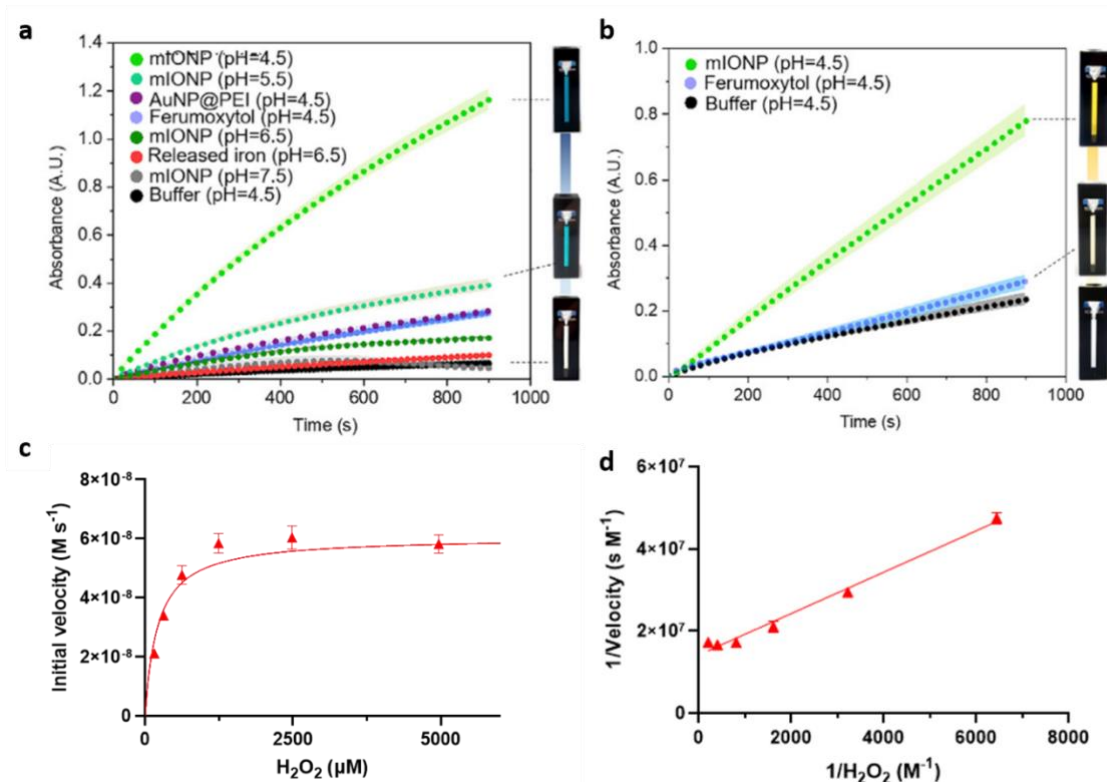 a
1.4
1.2
1.0
0.8
0.6
0.4
0.2
0.0
Absorbance (A.U.)
mIONP (pH=4.5)
mIONP (pH=5.5)
AuNP@PEI (pH=4.5)
Ferumoxytol (pH=4.5)
mIONP (pH=6.5)
Released iron (pH=6.5)
mIONP (pH=7.5)
Buffer (pH=4.5)
200 400 600 800 1000
Time (s)
b
1.0
0.8
0.6
0.4
0.2
0.0
Absorbance (A.U.)
mIONP (pH=4.5)
Ferumoxytol (pH=4.5)
Buffer (pH=4.5)
200 400 600 800 1000
Time (s)
c
8×10⁻⁸
6×10⁻⁸
4×10⁻⁸
2×10⁻⁸
0
Initial velocity (M s⁻¹)
0 2500 5000
H₂O₂ (µM)
d
6×10⁷
4×10⁷
2×10⁷
0
1/Velocity (s M⁻¹)
0 2000 4000 6000 8000
1/H₂O₂ (M⁻¹)